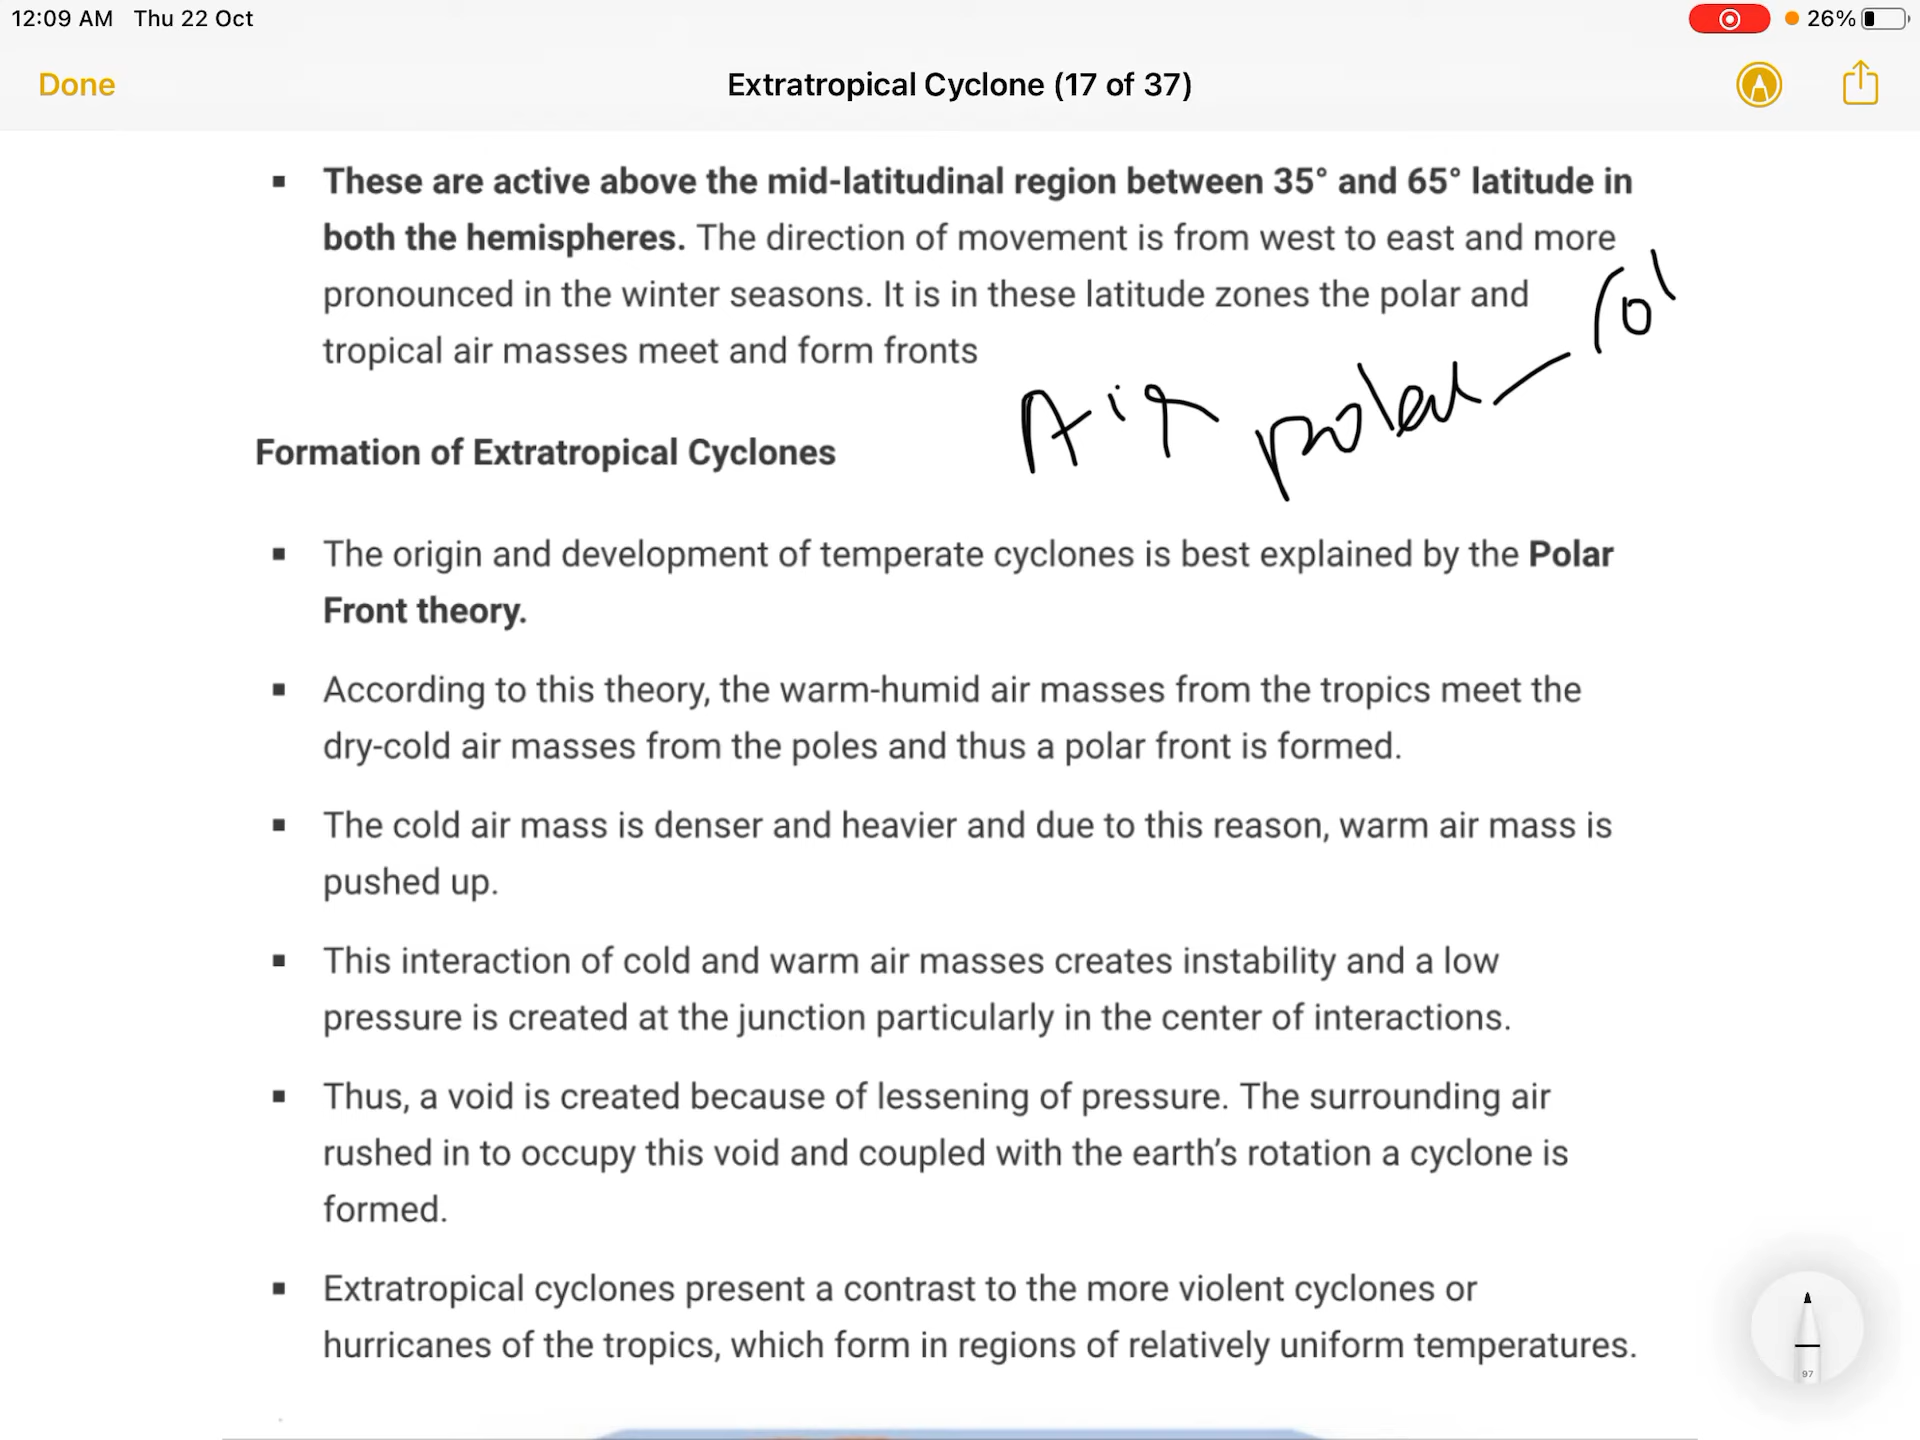 12:09 AM Thu 22 Oct
26%
Done
Extratropical Cyclone (17 of 37)
▪ These are active above the mid-latitudinal region between 35° and 65° latitude in
both the hemispheres. The direction of movement is from west to east and more
pronounced in the winter seasons. It is in these latitude zones the polar and
tropical air masses meet and form fronts
Air polar -
Formation of Extratropical Cyclones
▪ The origin and development of temperate cyclones is best explained by the Polar
Front theory.
▪ According to this theory, the warm-humid air masses from the tropics meet the
dry-cold air masses from the poles and thus a polar front is formed.
▪ The cold air mass is denser and heavier and due to this reason, warm air mass is
pushed up.
▪ This interaction of cold and warm air masses creates instability and a low
pressure is created at the junction particularly in the center of interactions.
▪ Thus, a void is created because of lessening of pressure. The surrounding air
rushed in to occupy this void and coupled with the earth's rotation a cyclone is
formed.
▪ Extratropical cyclones present a contrast to the more violent cyclones or
hurricanes of the tropics, which form in regions of relatively uniform temperatures.
97